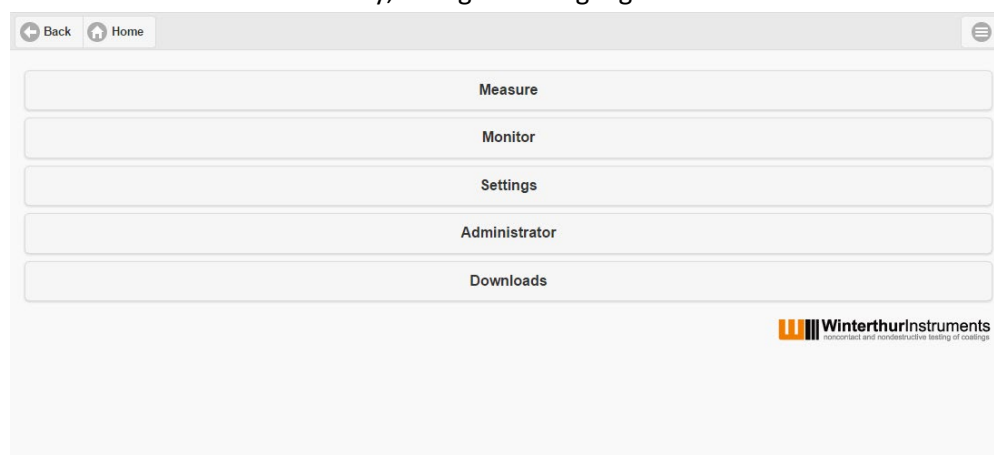 Back Home
Measure
Monitor
Settings
Administrator
Downloads
WinterthurInstruments
noncontact and nondestructive testing of coatings